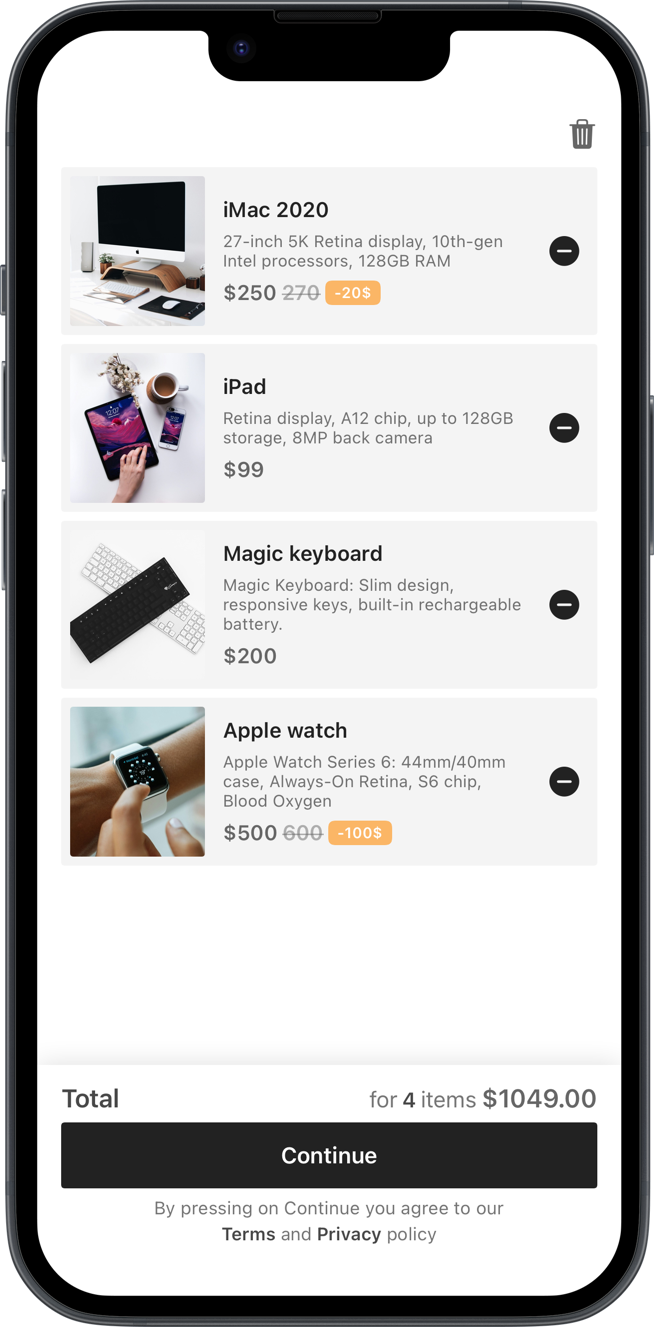 iMac 2020
27-inch 5K Retina display, 10th-gen
Intel processors, 128GB RAM
$250 270 -20$
12:07
iPad
Retina display, A12 chip, up to 128GB
storage, 8MP back camera
$99
Magic keyboard
Magic Keyboard: Slim design,
responsive keys, built-in rechargeable
battery.
$200
Apple watch
Apple Watch Series 6: 44mm/40mm
case, Always-On Retina, S6 chip,
Blood Oxygen
$500 600 -100$
Total for 4 items $1049.00
Continue
By pressing on Continue you agree to our
Terms and Privacy policy